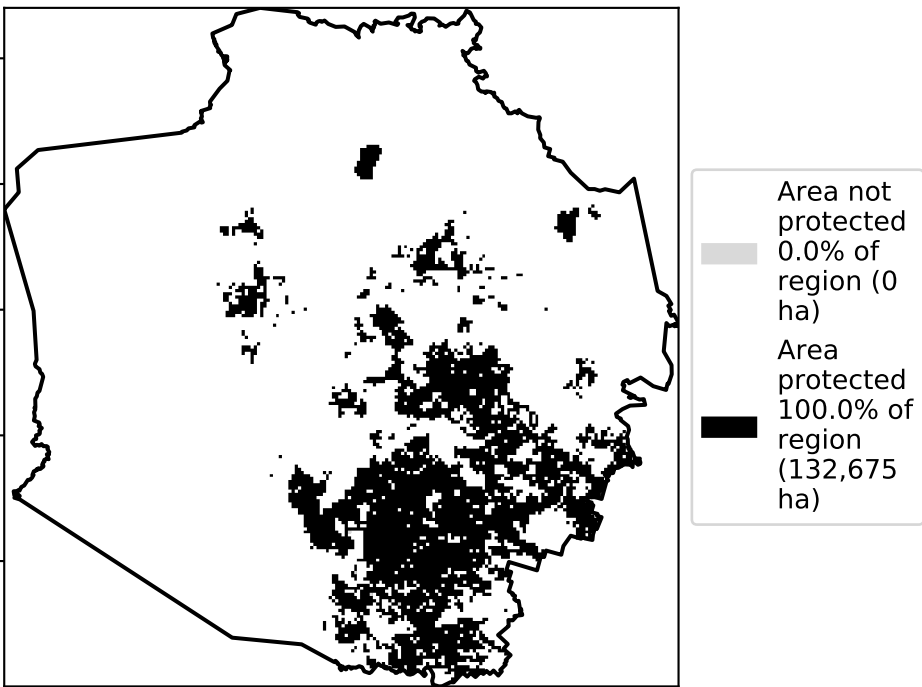 Area not
protected
0.0% of
region (0
ha)
Area
protected
100.0% of
region
(132,675
ha)